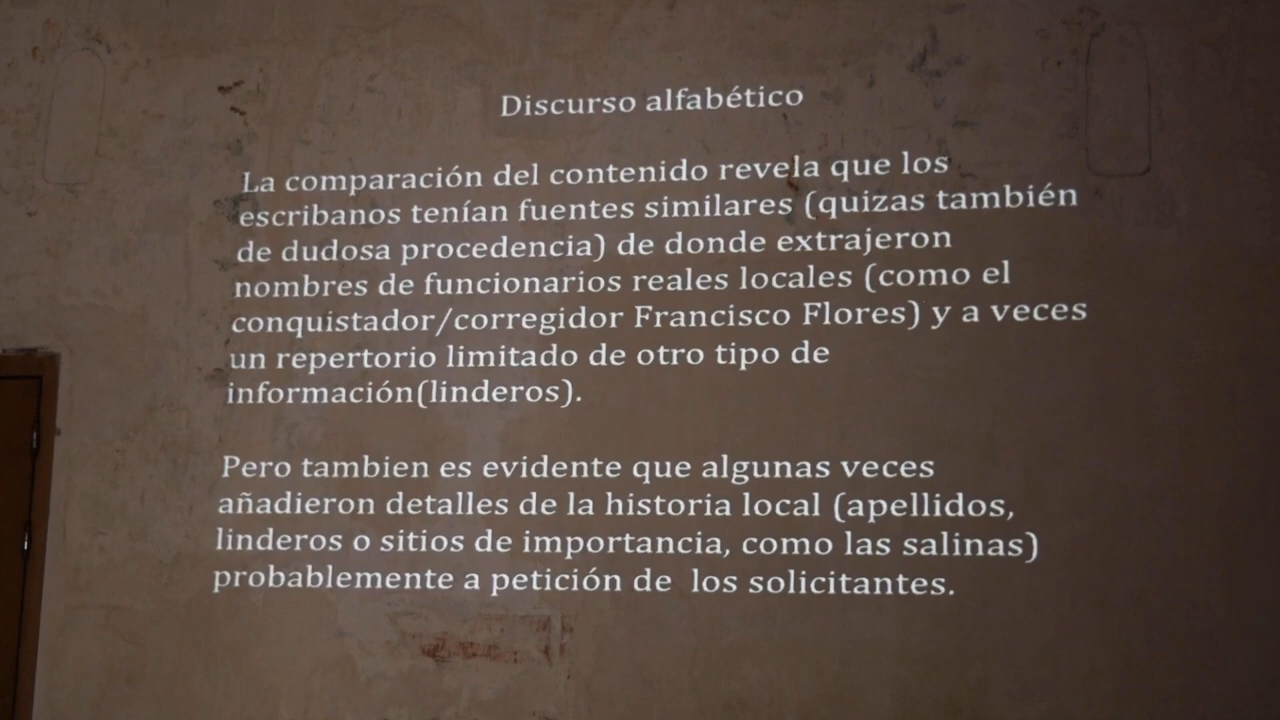 Discurso alfabético
La comparación del contenido revela que los
escribanos tenían fuentes similares (quizas también
de dudosa procedencia) de donde extrajeron
nombres de funcionarios reales locales (como el
conquistador/corregidor Francisco Flores) y a veces
un repertorio limitado de otro tipo de
información(linderos).
Pero tambien es evidente que algunas veces
añadieron detalles de la historia local (apellidos,
linderos o sitios de importancia, como las salinas)
probablemente a petición de  los solicitantes.